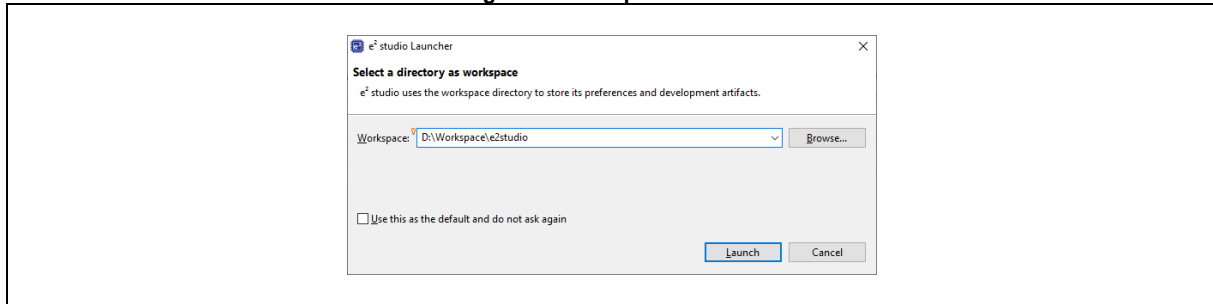 e² studio Launcher
Select a directory as workspace
e² studio uses the workspace directory to store its preferences and development artifacts.
Workspace: D:\Workspace\e2studio Browse...
Use this as the default and do not ask again
Launch Cancel